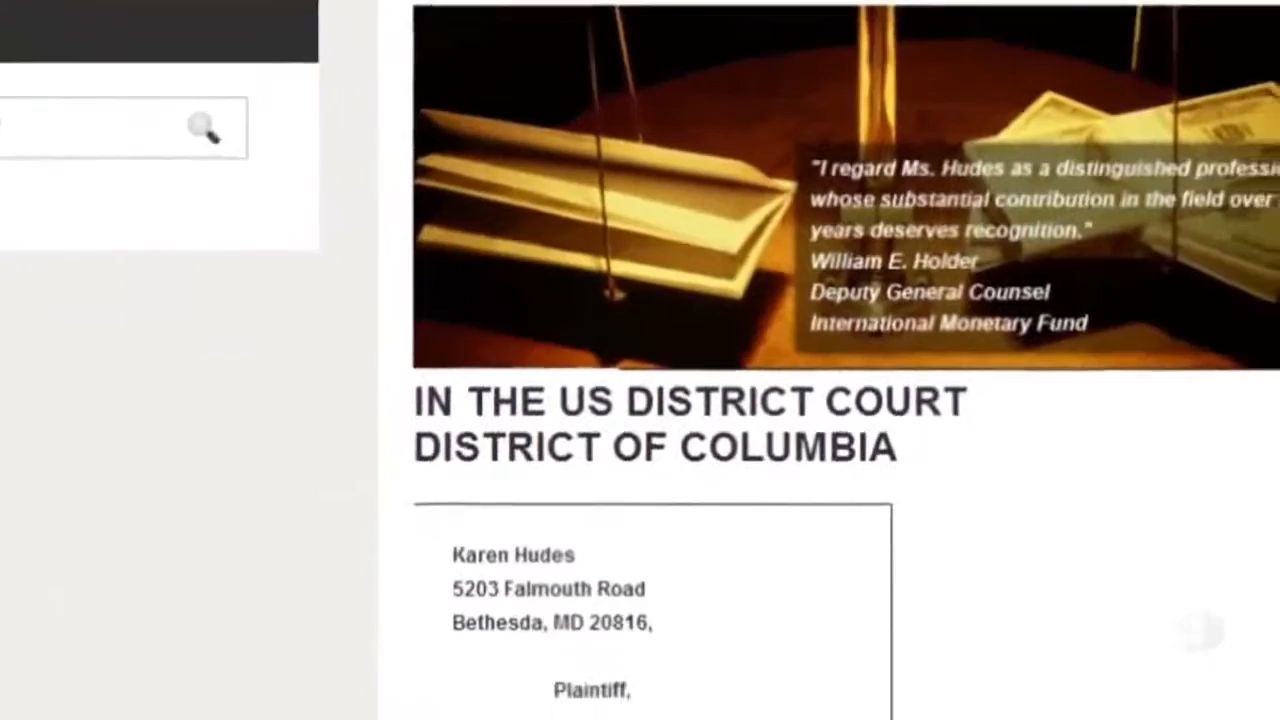 "I regard Ms. Hudes as a distinguished
whose substantial contribution in the field over
years deserves recognition."
William E. Holder
Deputy General Counsel
International Monetary Fund
IN THE US DISTRICT COURT
DISTRICT OF COLUMBIA
Karen Hudes
5203 Falmouth Road
Bethesda, MD 20816,
Plaintiff,